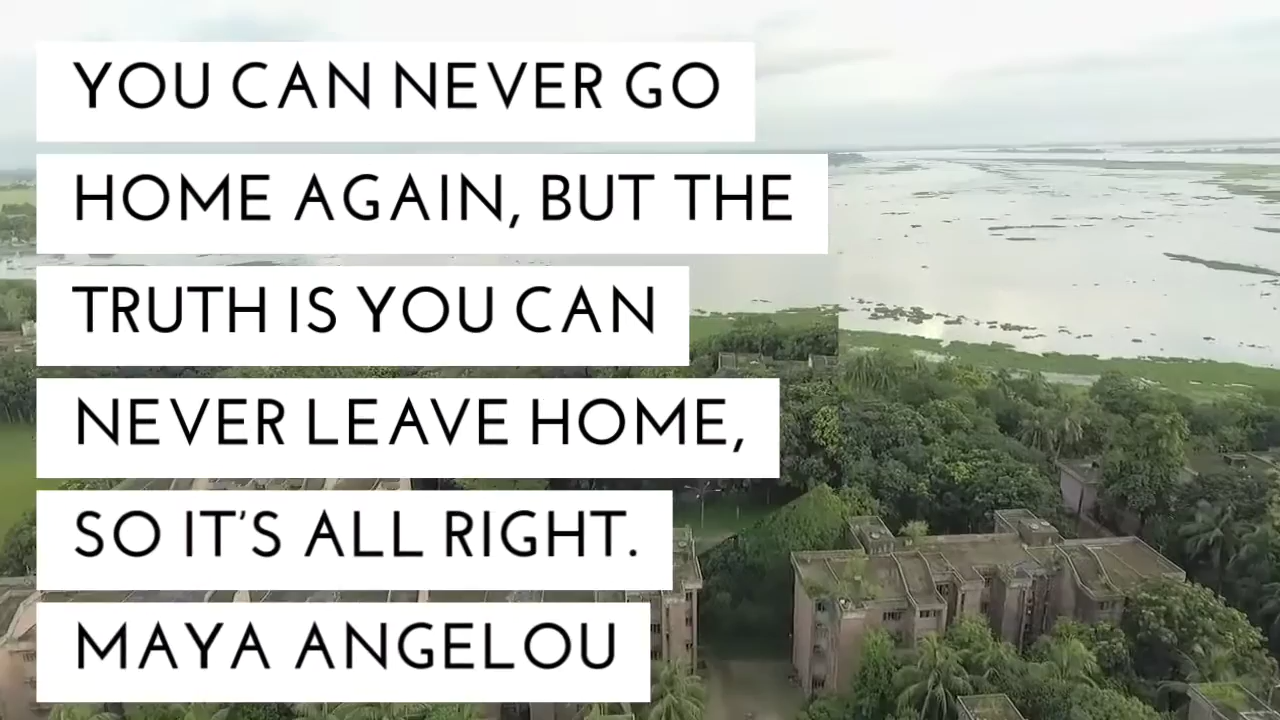 YOU CAN NEVER GO
HOME AGAIN, BUT THE
TRUTH IS YOU CAN
NEVER LEAVE HOME,
SO IT'S ALL RIGHT.
MAYA ANGELOU